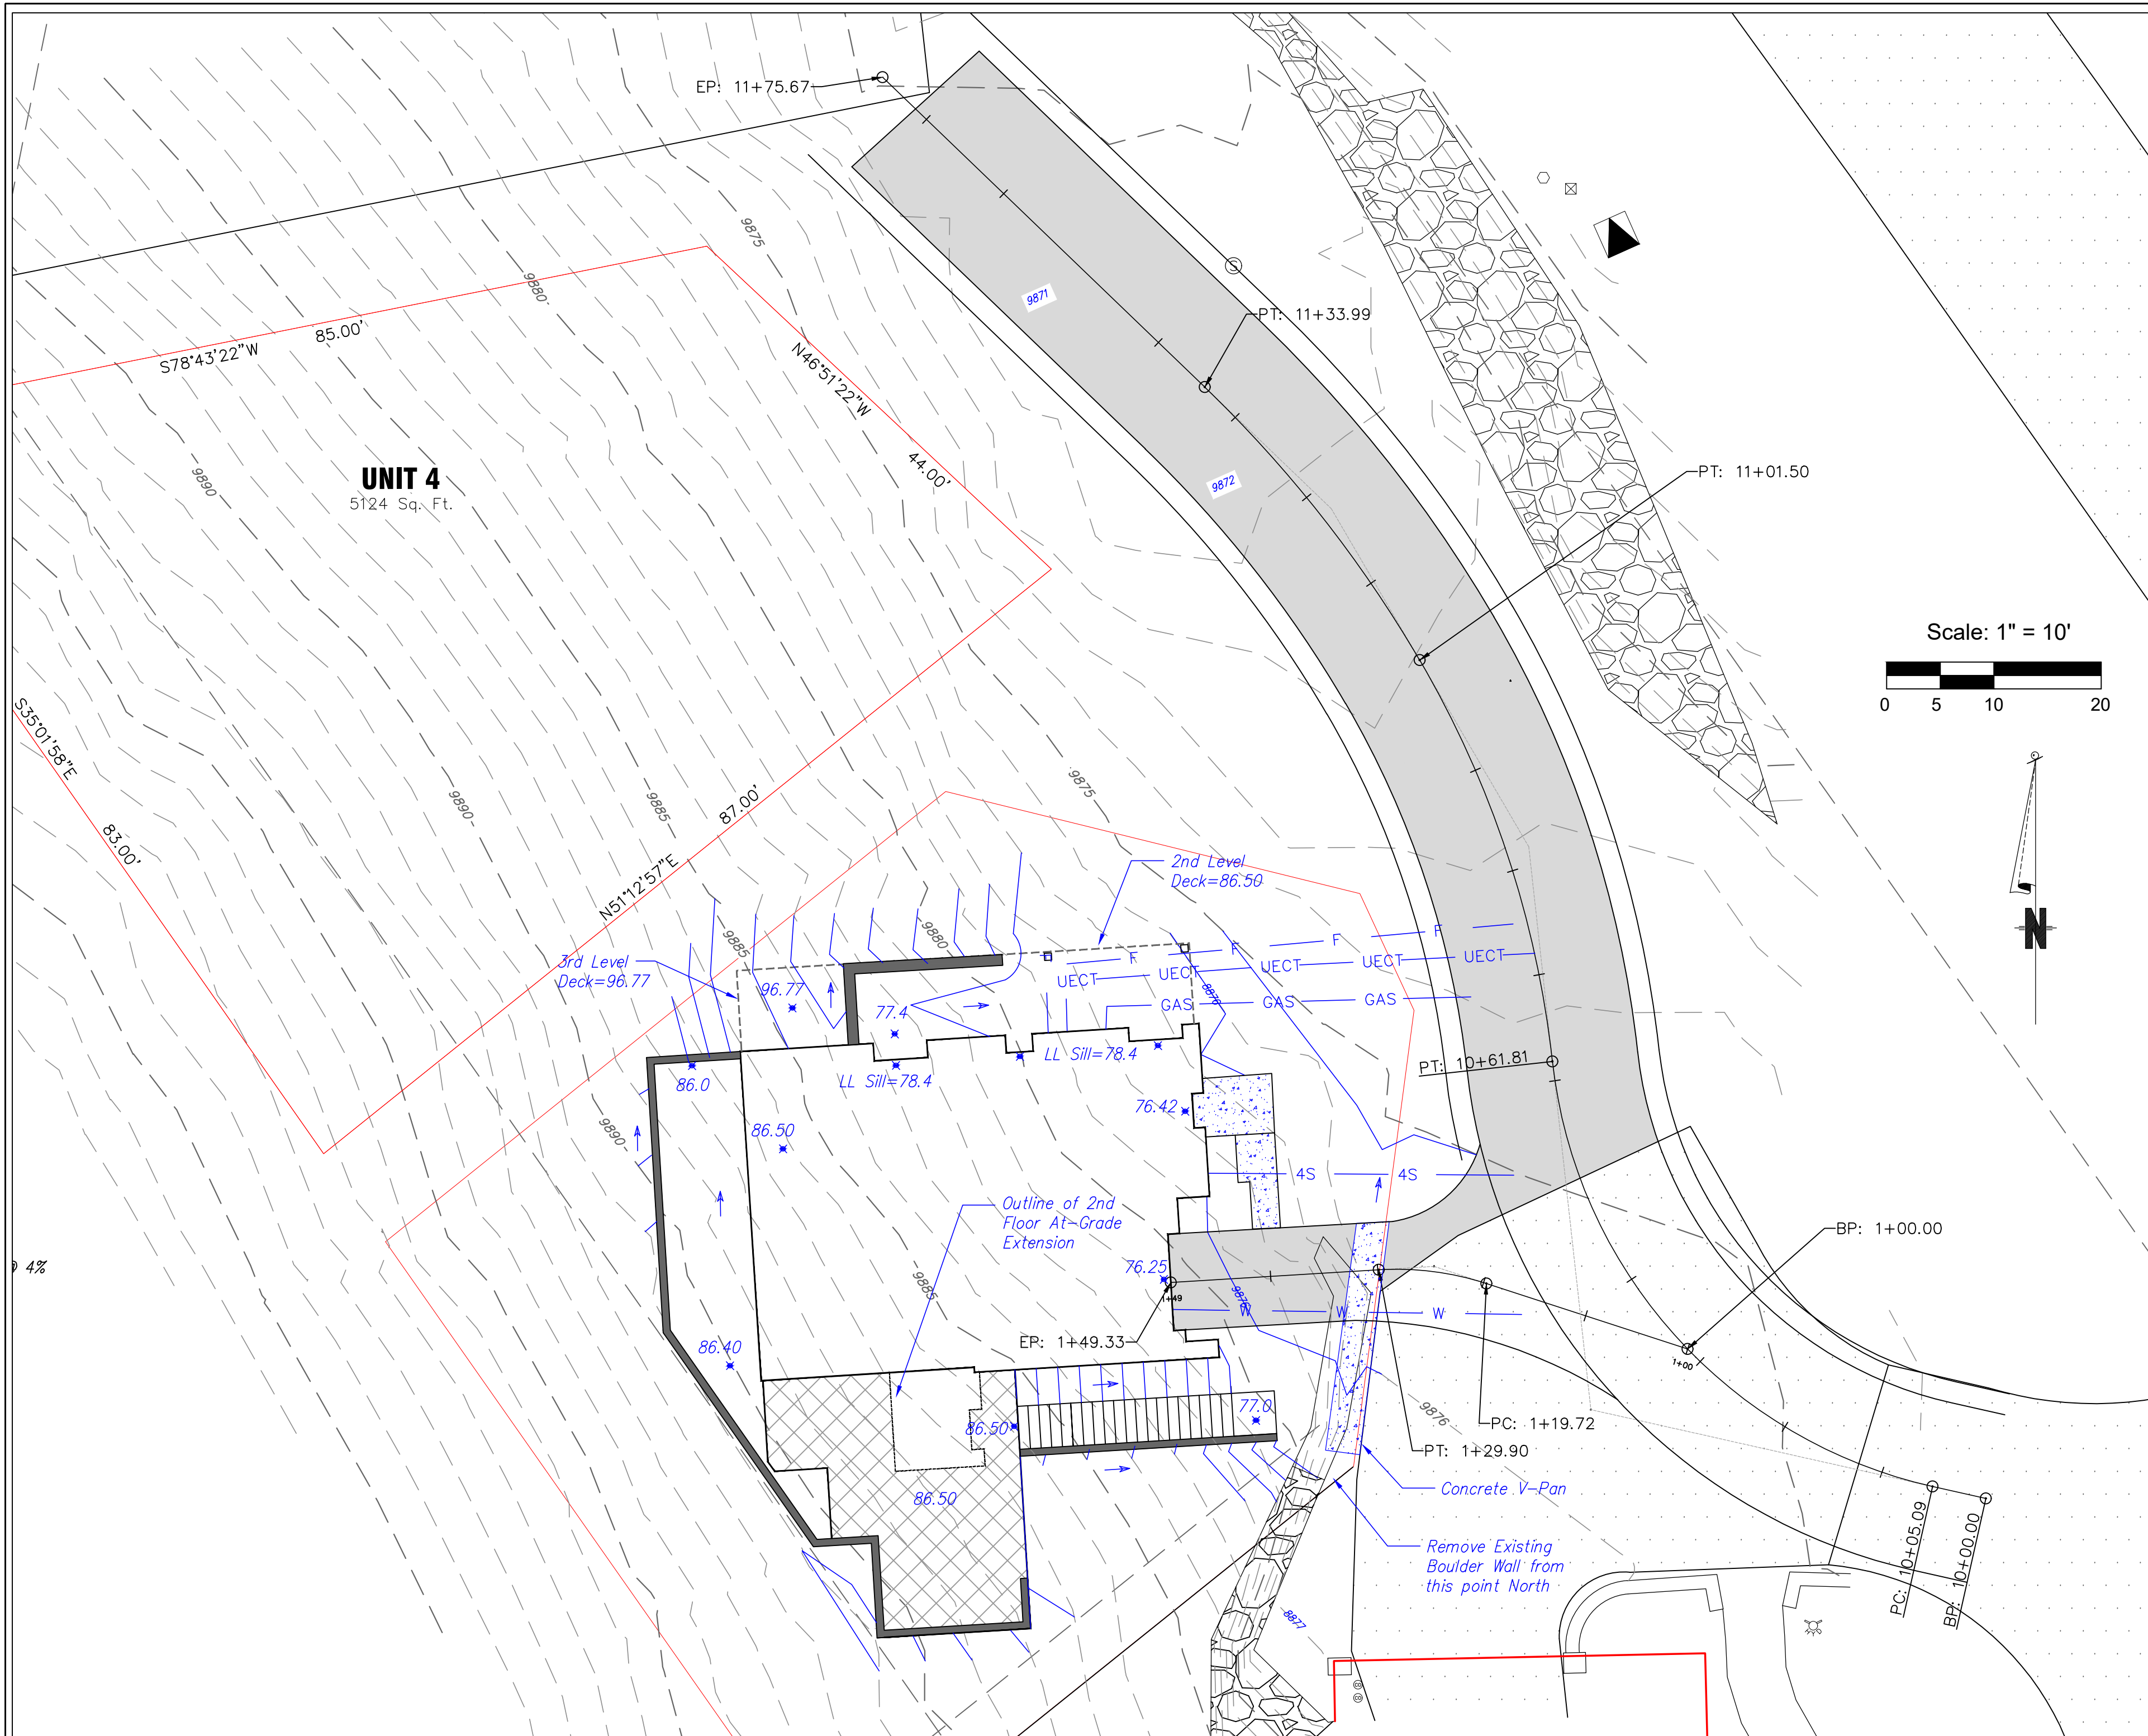 EP: 11+75.67
9875
9880
9871
PT: 11+33.99
85.00'
S78°43'22"W
N46°51'22"W
44.00'
9890
UNIT 4
5124 Sq. Ft.
9872
PT: 11+01.50
Scale: 1" = 10'
0 5 10 20
S35°01'58"E
83.00'
9890
9885
87.00'
N51°12'57"E
9875
2nd Level
Deck=86.50
N
9885
9880
3rd Level
Deck=96.77
F F F F
UECT UECT UECT UECT UECT
GAS GAS GAS
96.77
77.4
LL Sill=78.4
LL Sill=78.4
86.0
PT: 10+61.81
76.42
9890
86.50
4S 4S
Outline of 2nd
Floor At-Grade
Extension
BP: 1+00.00
4%
9885
76.25
1+49
W W W
EP: 1+49.33
1+00
86.40
86.50
77.0
9876
PC: 1+19.72
PT: 1+29.90
86.50
Concrete V-Pan
Remove Existing
Boulder Wall from
this point North
PC: 10+05.09
BP: 10+00.00
8877
S